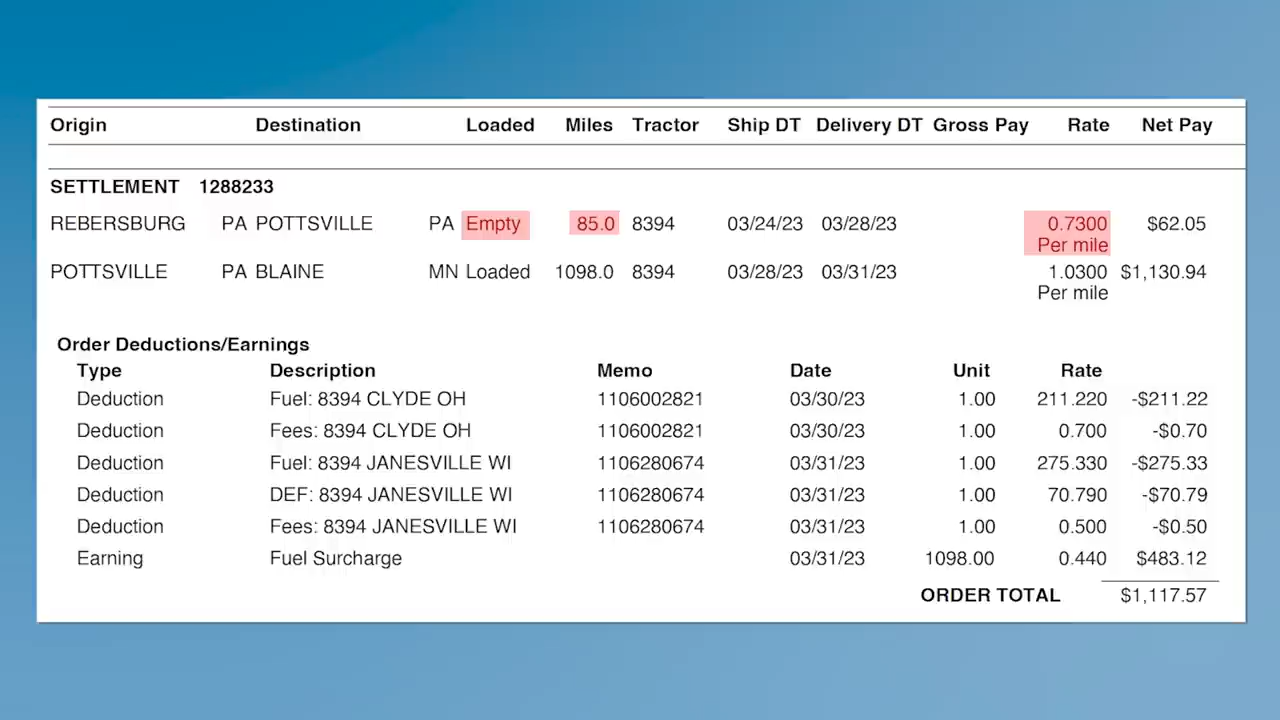 Origin Destination Loaded Miles Tractor Ship DT Delivery DT Gross Pay Rate Net Pay
SETTLEMENT 1288233
REBERSBURG PA POTTSVILLE PA Empty 85.0 8394 03/24/23 03/28/23 0.7300 $62.05
Per mile
POTTSVILLE PA BLAINE MN Loaded 1098.0 8394 03/28/23 03/31/23 1.0300 $1,130.94
Per mile
Order Deductions/Earnings
Type Description Memo Date Unit Rate
Deduction Fuel: 8394 CLYDE OH 1106002821 03/30/23 1.00 211.220 -$211.22
Deduction Fees: 8394 CLYDE OH 1106002821 03/30/23 1.00 0.700 -$0.70
Deduction Fuel: 8394 JANESVILLE WI 1106280674 03/31/23 1.00 275.330 -$275.33
Deduction DEF: 8394 JANESVILLE WI 1106280674 03/31/23 1.00 70.790 -$70.79
Deduction Fees: 8394 JANESVILLE WI 1106280674 03/31/23 1.00 0.500 -$0.50
Earning Fuel Surcharge 03/31/23 1098.00 0.440 $483.12
ORDER TOTAL $1,117.57